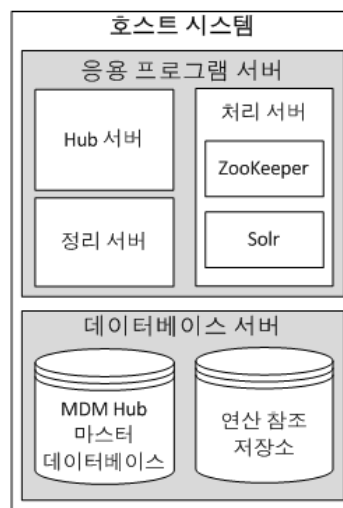 호스트 시스템
응용 프로그램 서버
Hub 서버
정리 서버
처리 서버
ZooKeeper
Solr
데이터베이스 서버
MDM Hub
마스터
데이터베이스
연산 참조
저장소